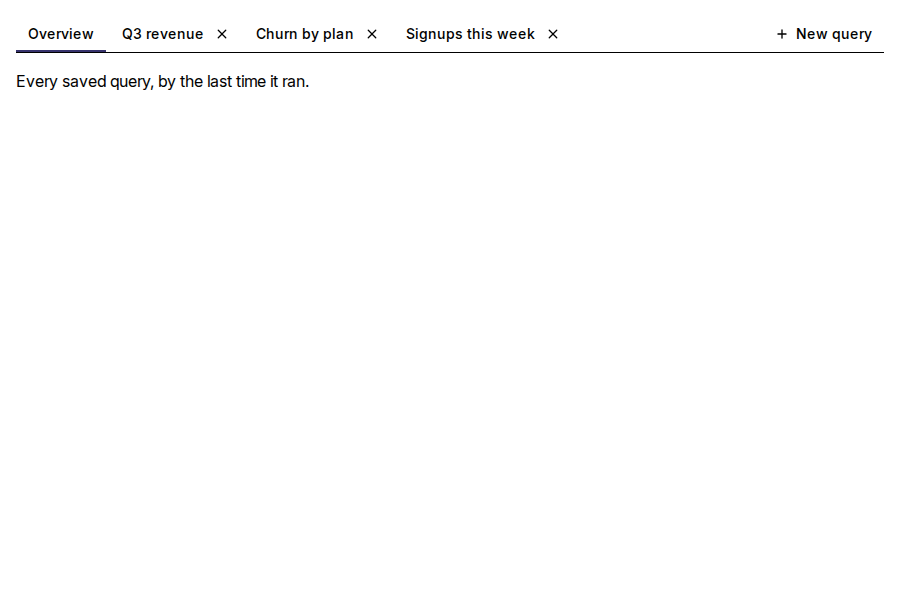 Overview Q3 revenue Churn by plan Signups this week + New query
Every saved query, by the last time it ran.